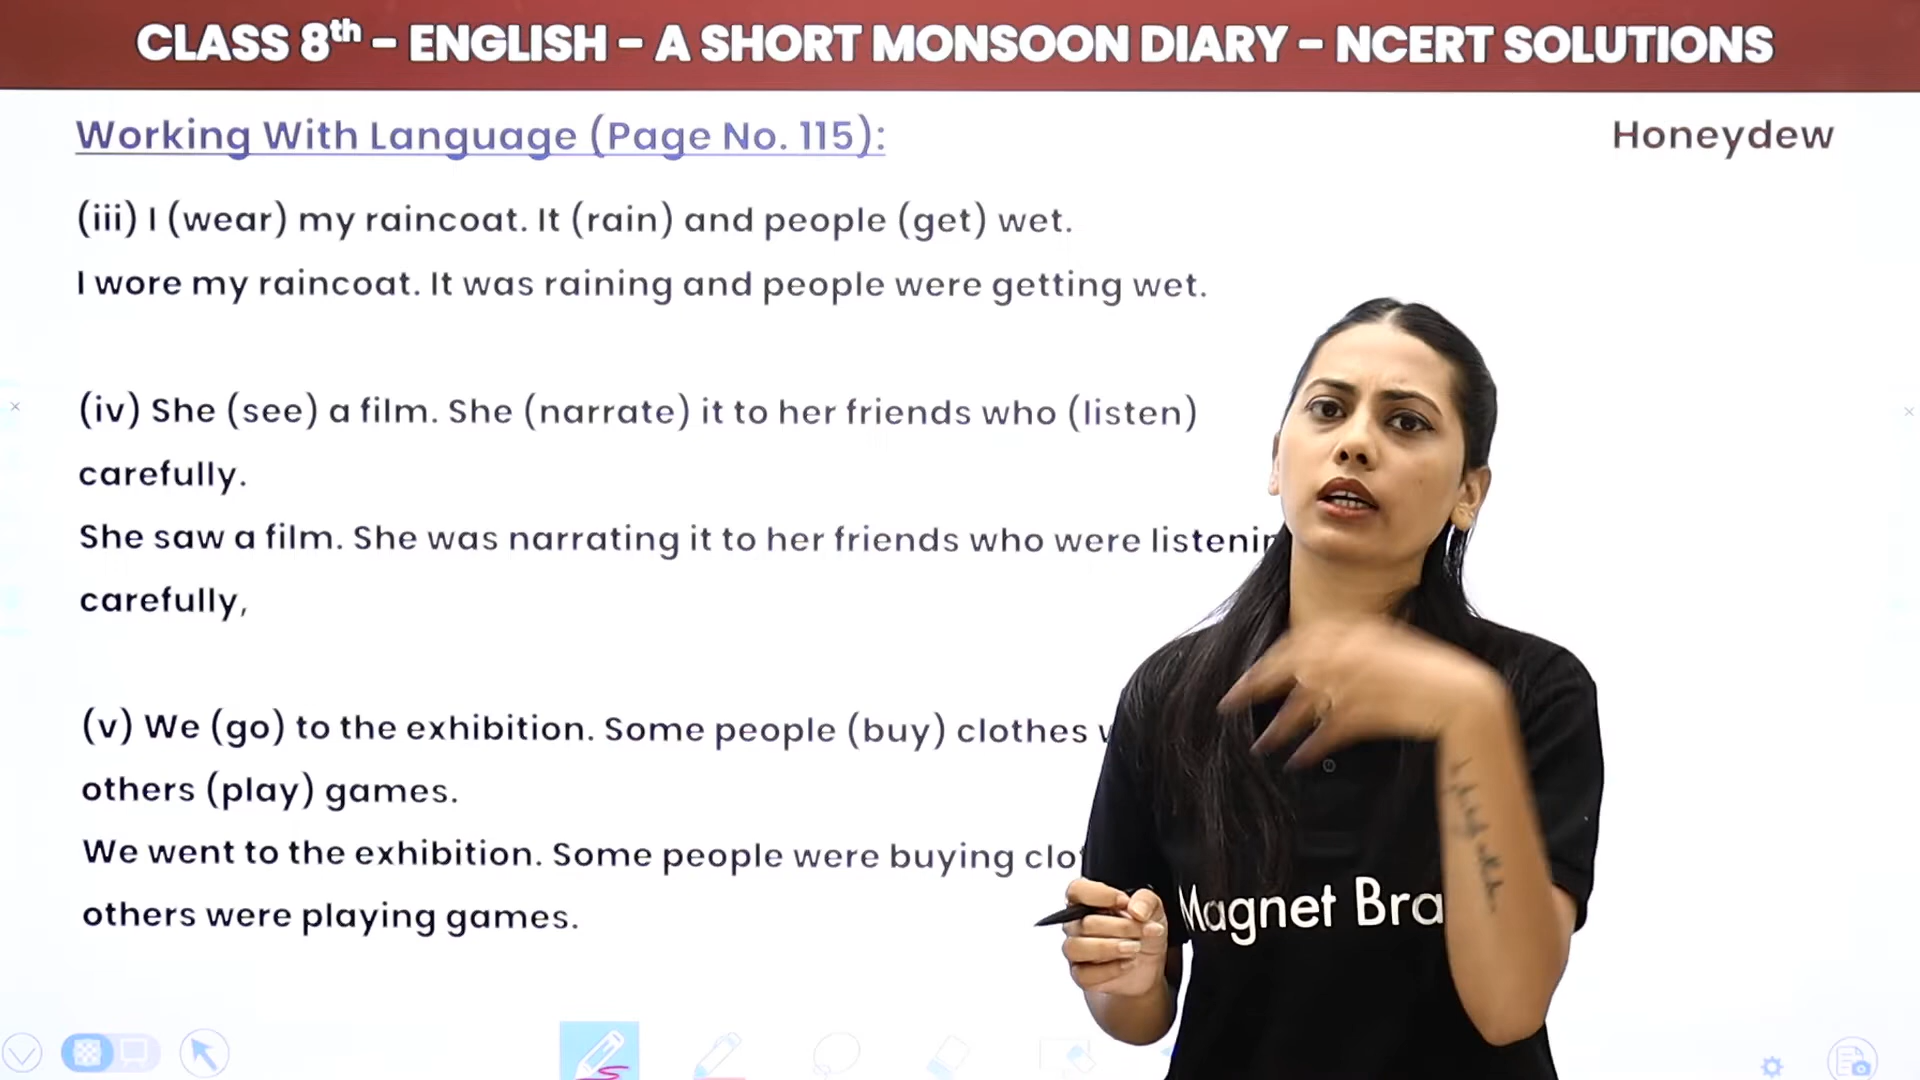 CLASS 8th – ENGLISH – A SHORT MONSOON DIARY – NCERT SOLUTIONS
Working With Language (Page No. 115):
Honeydew
(iii) I (wear) my raincoat. It (rain) and people (get) wet.
I wore my raincoat. It was raining and people were getting wet.
(iv) She (see) a film. She (narrate) it to her friends who (listen)
carefully.
She saw a film. She was narrating it to her friends who were
carefully,
(v) We (go) to the exhibition. Some people (buy) clothes
others (play) games.
We went to the exhibition. Some people were buying
others were playing games.
Magnet